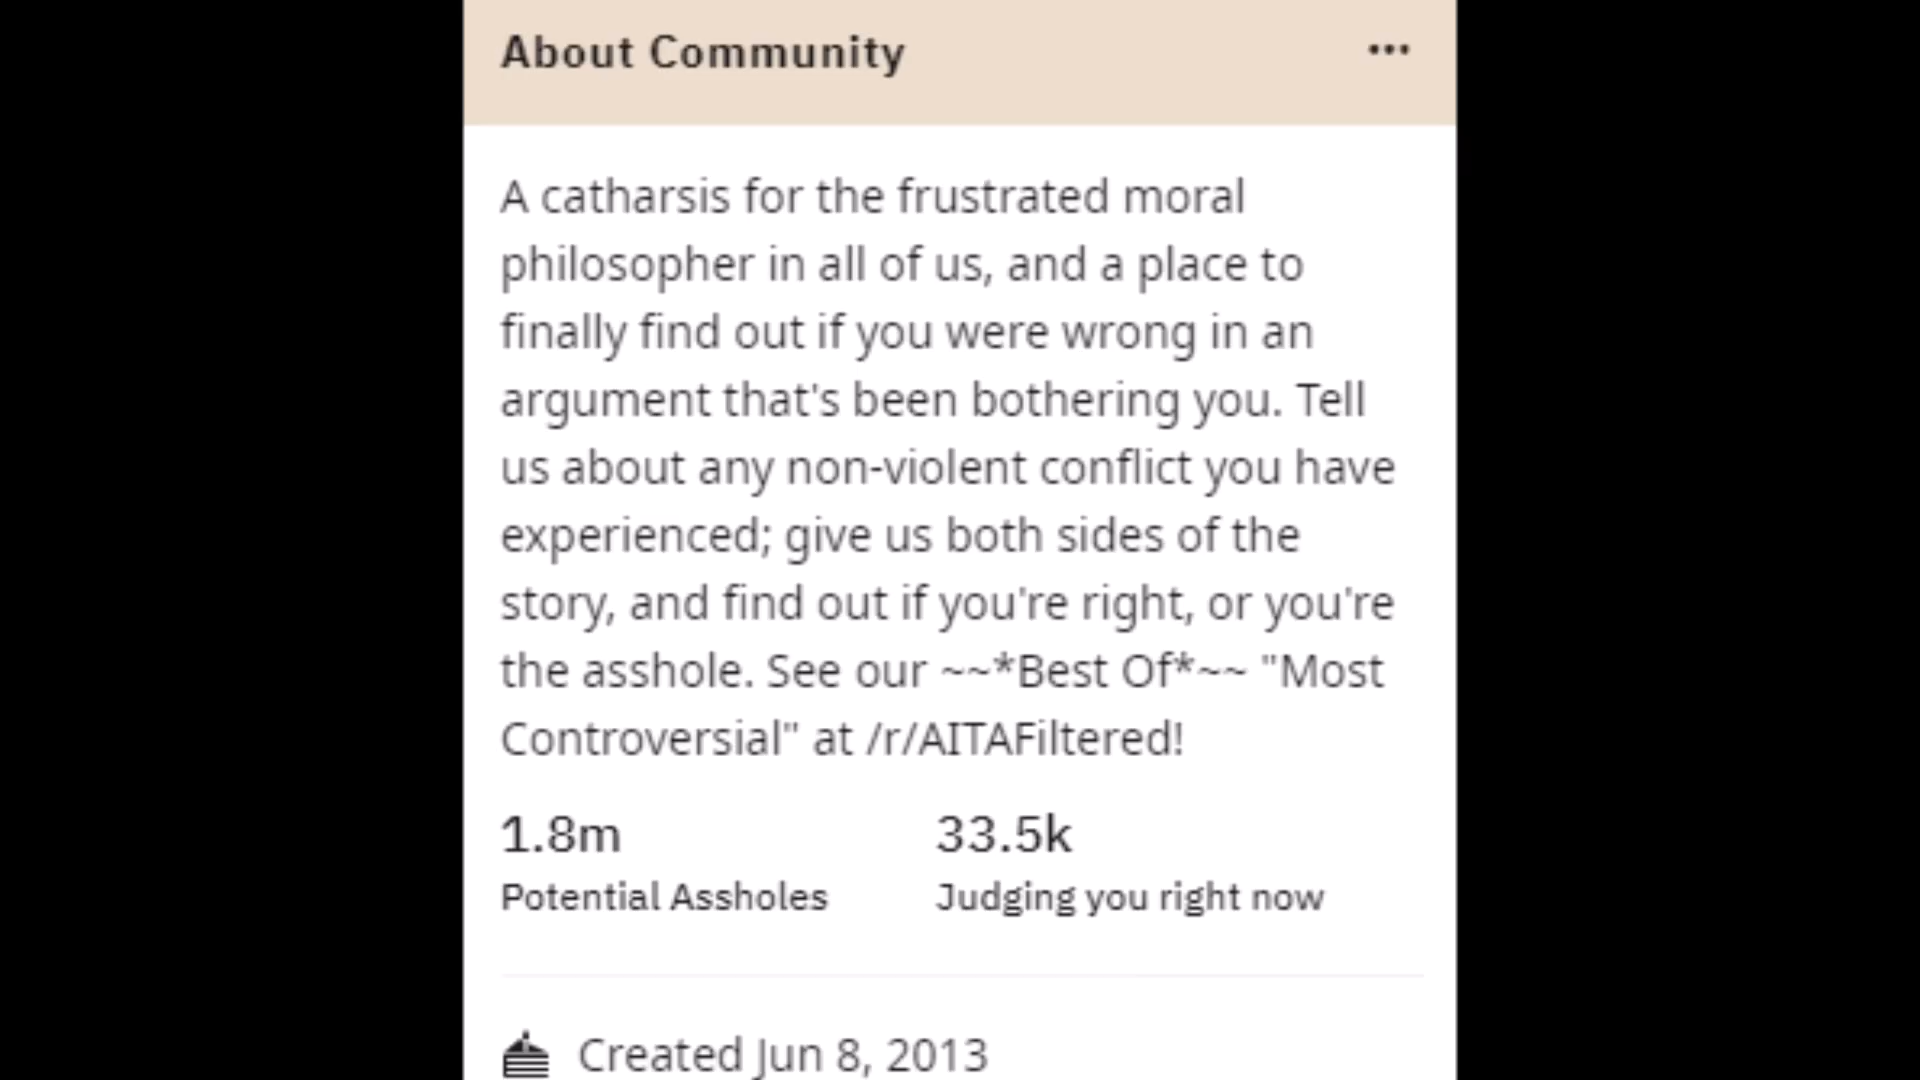 About Community
A catharsis for the frustrated moral
philosopher in all of us, and a place to
finally find out if you were wrong in an
argument that's been bothering you. Tell
us about any non-violent conflict you have
experienced; give us both sides of the
story, and find out if you're right, or you're
the asshole. See our ~~*Best Of*~~ "Most
Controversial" at /r/AITAFiltered!
1.8m 33.5k
Potential Assholes Judging you right now
Created Jun 8, 2013